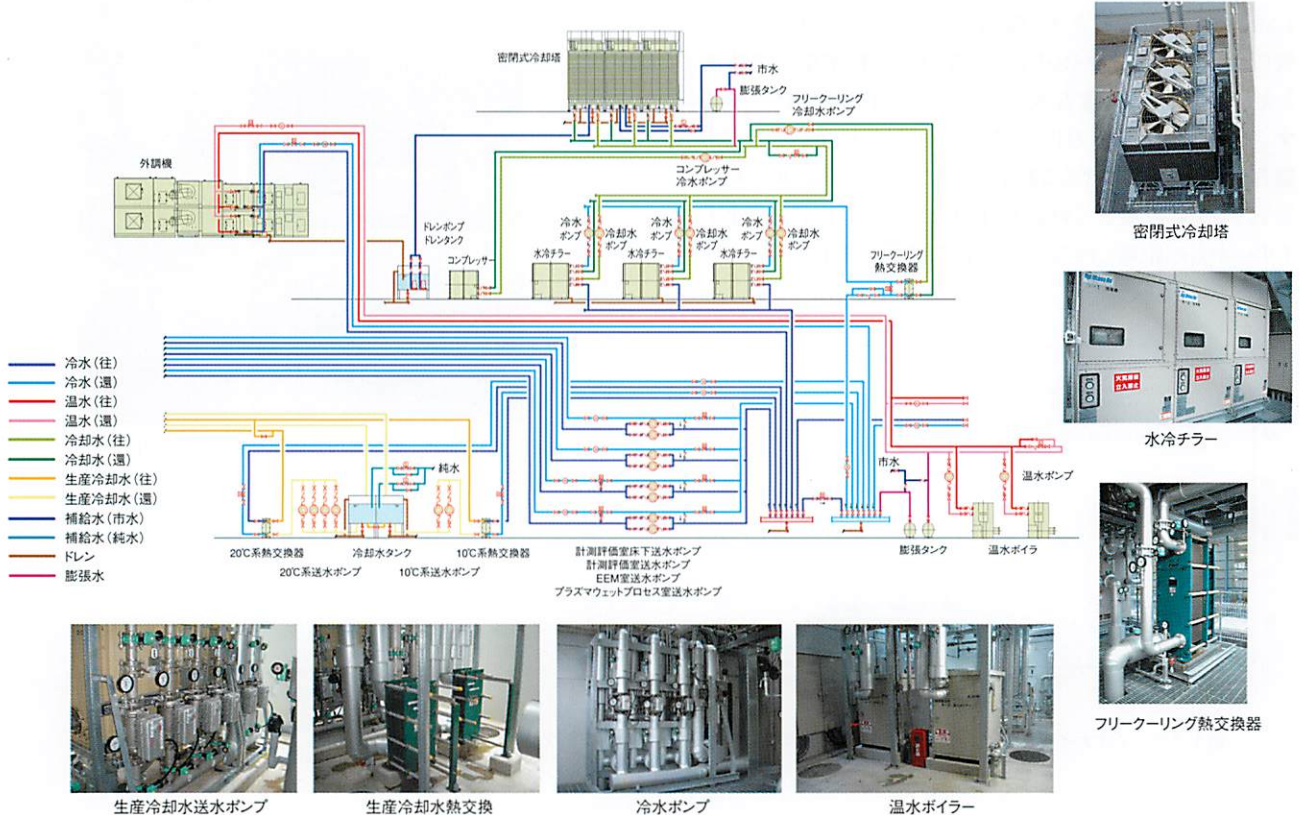 密閉式冷却塔
市水
膨張タンク
フリークーリング
冷却水ポンプ
密閉式冷却塔
外調機
コンプレッサー
冷水ポンプ
ドレンポンプ
ドレンタンク
コンプレッサー
冷水
ポンプ
冷却水
ポンプ
水冷チラー
冷水
ポンプ
冷却水
ポンプ
水冷チラー
冷水
ポンプ
冷却水
ポンプ
水冷チラー
フリークーリング
熱交換器
水冷チラー
冷水（往）
冷水（還）
温水（往）
温水（還）
冷却水（往）
冷却水（還）
生産冷却水（往）
生産冷却水（還）
補給水（市水）
補給水（純水）
ドレン
膨張水
純水
市水
温水ポンプ
20℃系熱交換器
冷却水タンク
10℃系熱交換器
20℃系送水ポンプ
10℃系送水ポンプ
計測評価室床下送水ポンプ
計測評価室送水ポンプ
EEM室送水ポンプ
プラズマウェットプロセス室送水ポンプ
膨張タンク
温水ボイラ
フリークーリング熱交換器
生産冷却水送水ポンプ
生産冷却水熱交換
冷水ポンプ
温水ボイラー